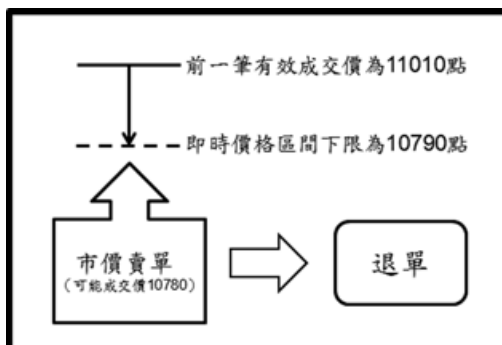 前一筆有效成交價為11010點
即時價格區間下限為10790點
市價賣單
（可能成交價10780）
退單